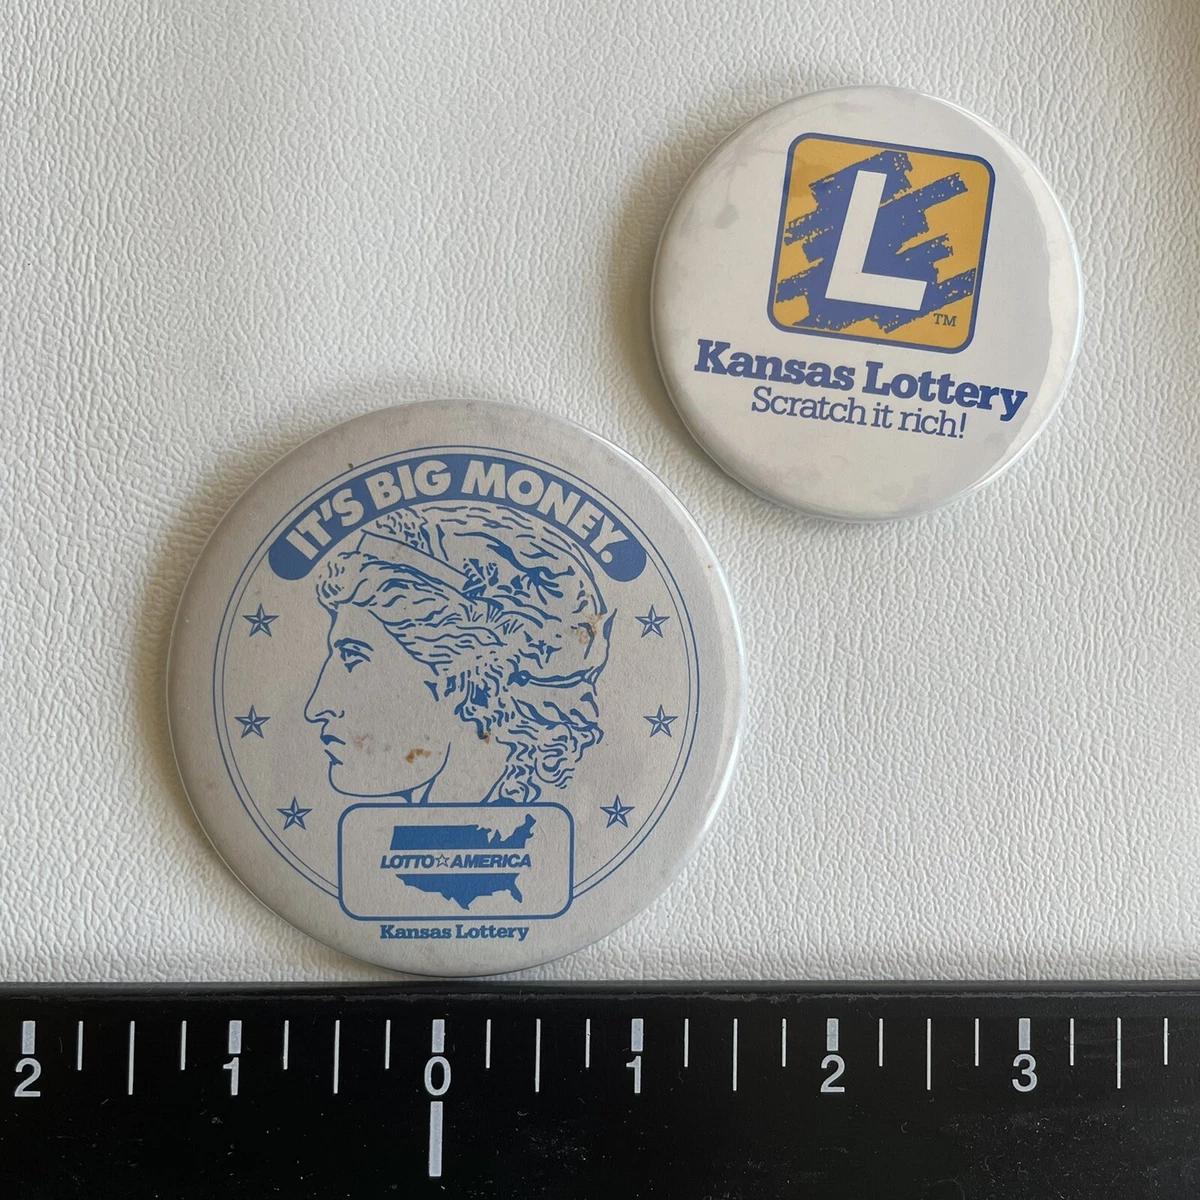 L
TM
Kansas Lottery
Scratch it rich!
IT'S BIG MONEY.
LOTTO☆AMERICA
Kansas Lottery
2 1 0 1 2 3